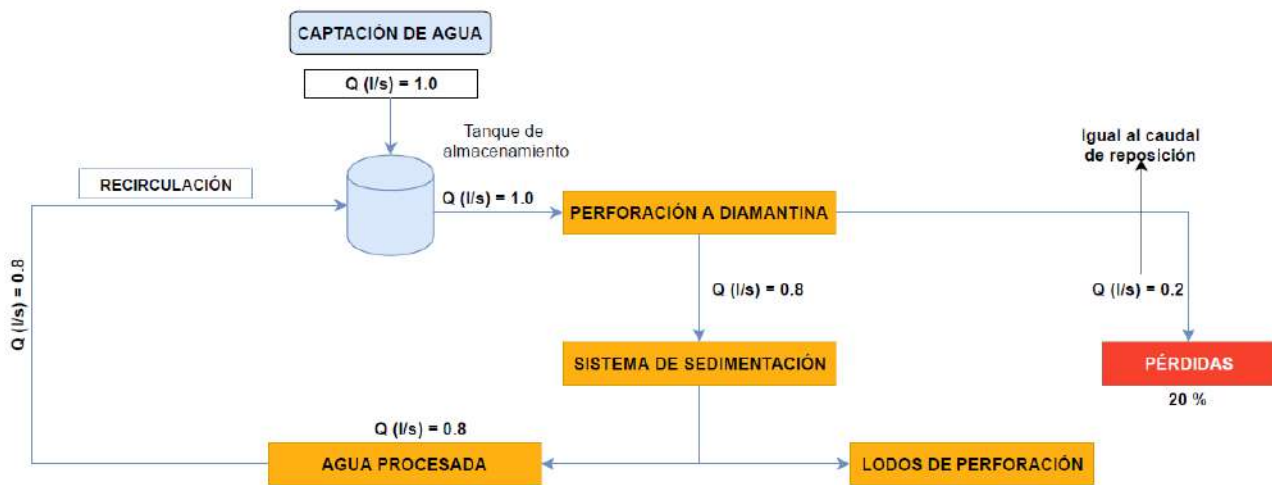 CAPTACIÓN DE AGUA
Q (l/s) = 1.0
Tanque de
almacenamiento
Igual al caudal
de reposición
RECIRCULACIÓN
Q (l/s) = 1.0
PERFORACIÓN A DIAMANTINA
Q (l/s) = 0.8
Q (l/s) = 0.8
Q (l/s) = 0.2
SISTEMA DE SEDIMENTACIÓN
PÉRDIDAS
20 %
Q (l/s) = 0.8
AGUA PROCESADA
LODOS DE PERFORACIÓN